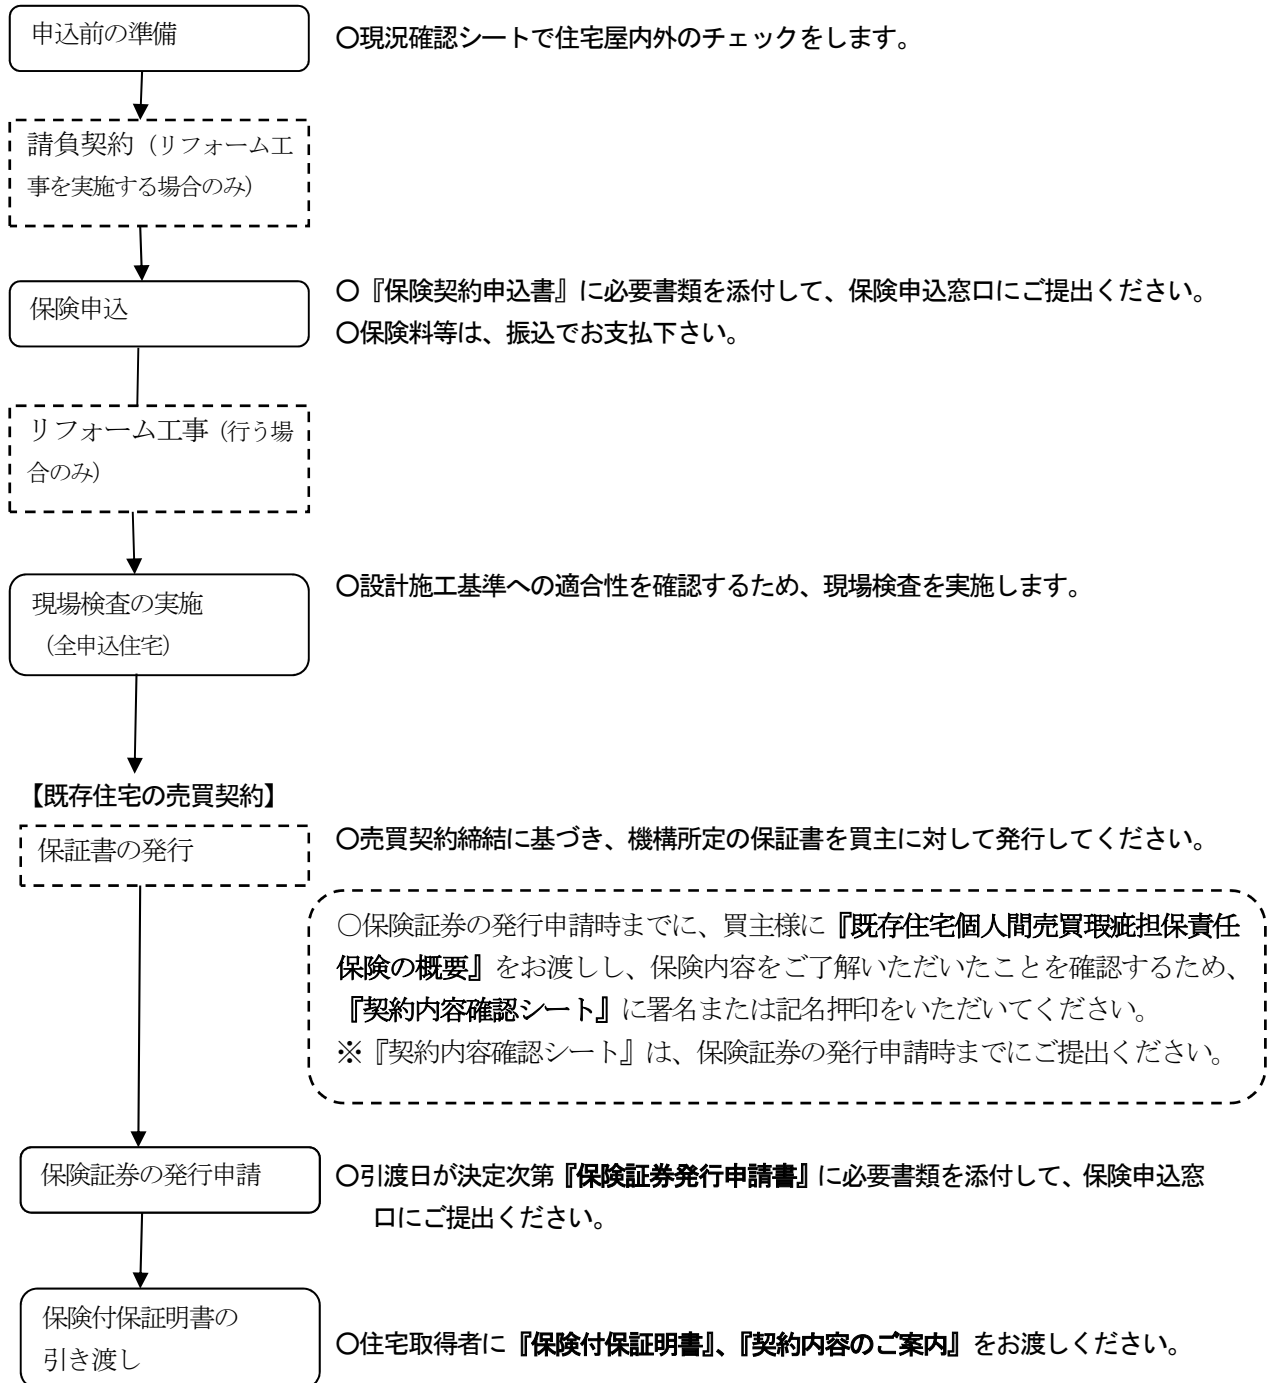 申込前の準備
〇現況確認シートで住宅屋内外のチェックをします。
請負契約（リフォーム工
事を実施する場合のみ）
保険申込
〇『保険契約申込書』に必要書類を添付して、保険申込窓口にご提出ください。
〇保険料等は、振込でお支払下さい。
リフォーム工事（行う場
合のみ）
現場検査の実施
（全申込住宅）
〇設計施工基準への適合性を確認するため、現場検査を実施します。
【既存住宅の売買契約】
保証書の発行
〇売買契約締結に基づき、機構所定の保証書を買主に対して発行してください。
〇保険証券の発行申請時までに、買主様に『既存住宅個人間売買瑕疵担保責任
保険の概要』をお渡しし、保険内容をご了解いただいたことを確認するため、
『契約内容確認シート』に署名または記名押印をいただいてください。
※『契約内容確認シート』は、保険証券の発行申請時までにご提出ください。
保険証券の発行申請
〇引渡日が決定次第『保険証券発行申請書』に必要書類を添付して、保険申込窓
口にご提出ください。
保険付保証明書の
引き渡し
〇住宅取得者に『保険付保証明書』、『契約内容のご案内』をお渡しください。